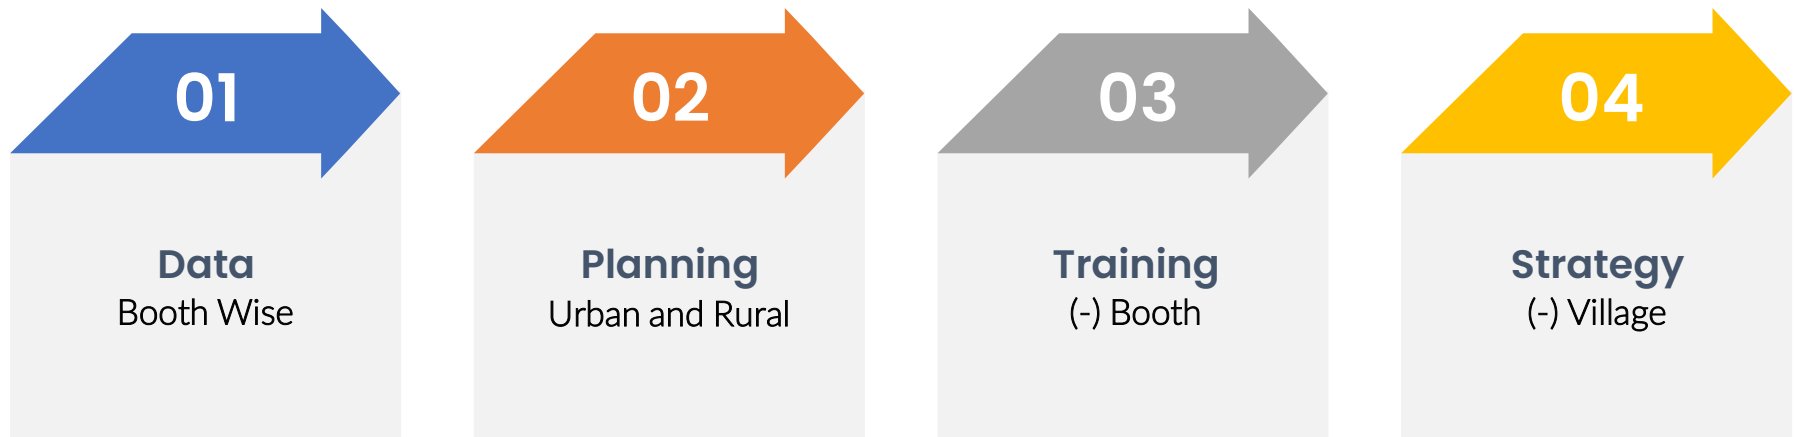 01
Data
Booth Wise
02
Planning
Urban and Rural
03
Training
(-) Booth
04
Strategy
(-) Village